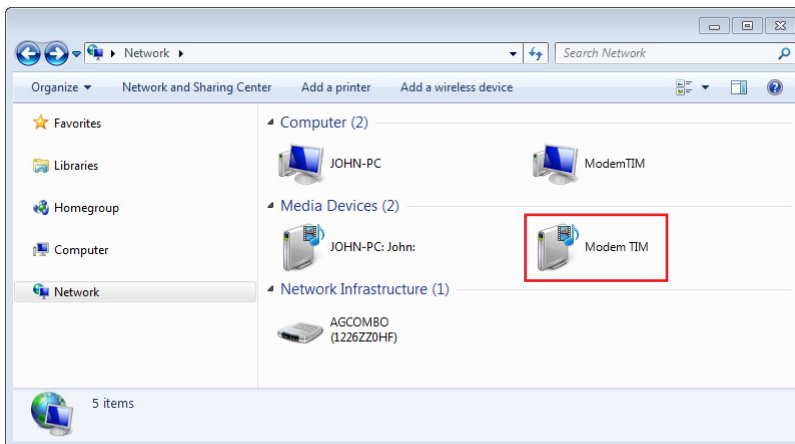 Network
Search Network
Organize
Network and Sharing Center
Add a printer
Add a wireless device
Favorites
Libraries
Homegroup
Computer
Network
Computer (2)
JOHN-PC
ModemTIM
Media Devices (2)
JOHN-PC: John:
Modem TIM
Network Infrastructure (1)
AGCOMBO
(1226ZZ0HF)
5 items